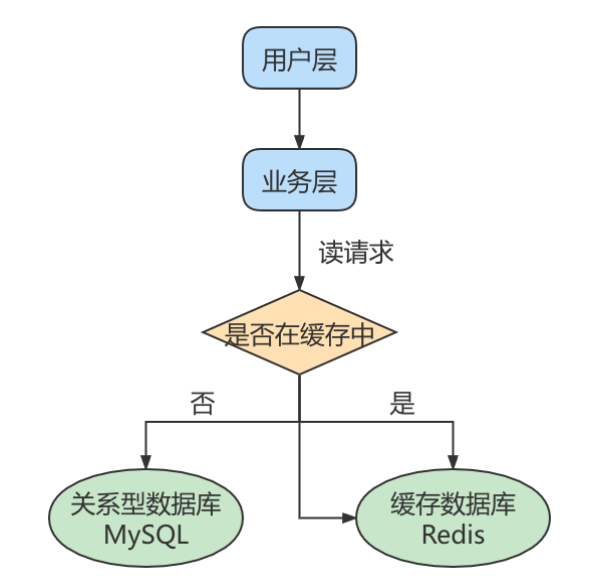 用户层
业务层
读请求
是否在缓存中
否
是
关系型数据库
MySQL
缓存数据库
Redis